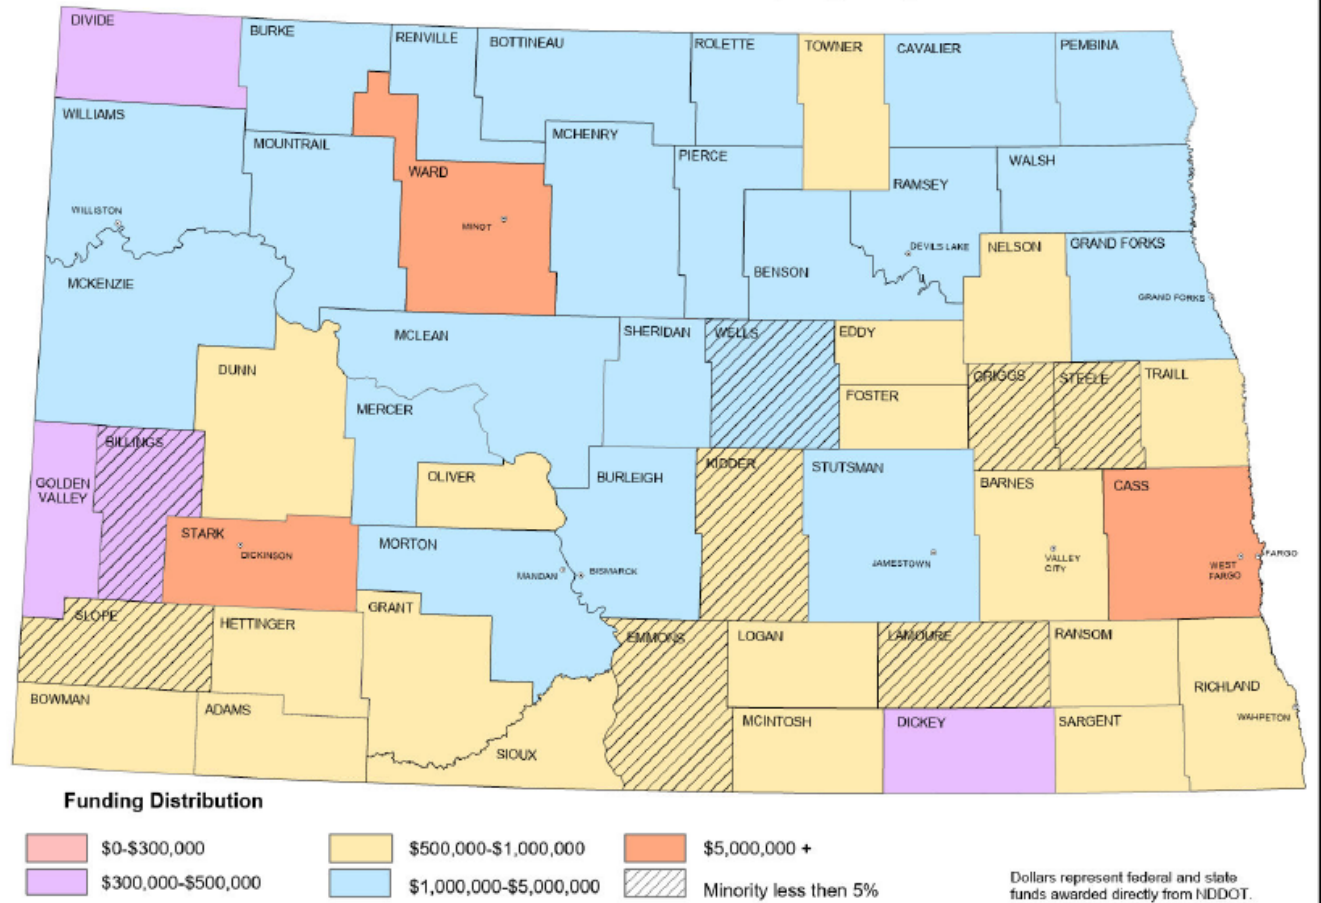 DIVIDE
BURKE
RENVILLE
BOTTINEAU
ROLETTE
TOWNER
CAVALIER
PEMBINA
WILLIAMS
MOUNTRAIL
WARD
MCHENRY
PIERCE
RAMSEY
WALSH
WILLISTON
MINOT
DEVILS LAKE
NELSON
GRAND FORKS
MCKENZIE
BENSON
GRAND FORKS
MCLEAN
SHERIDAN
WELLS
EDDY
DUNN
FOSTER
GRIGGS
STEELE
TRAILL
MERCER
BILLINGS
GOLDEN
VALLEY
OLIVER
BURLEIGH
KIDDER
STUTSMAN
BARNES
CASS
STARK
DICKINSON
MORTON
MANDAN
BISMARCK
JAMESTOWN
VALLEY
CITY
WEST
FARGO
FARGO
SLOPE
HETTINGER
GRANT
EMMONS
LOGAN
LAMOURE
RANSOM
RICHLAND
WAHPETON
BOWMAN
ADAMS
SIOUX
MCINTOSH
DICKEY
SARGENT
Funding Distribution
$0-$300,000
$500,000-$1,000,000
$5,000,000 +
$300,000-$500,000
$1,000,000-$5,000,000
Minority less then 5%
Dollars represent federal and state
funds awarded directly from NDDOT.